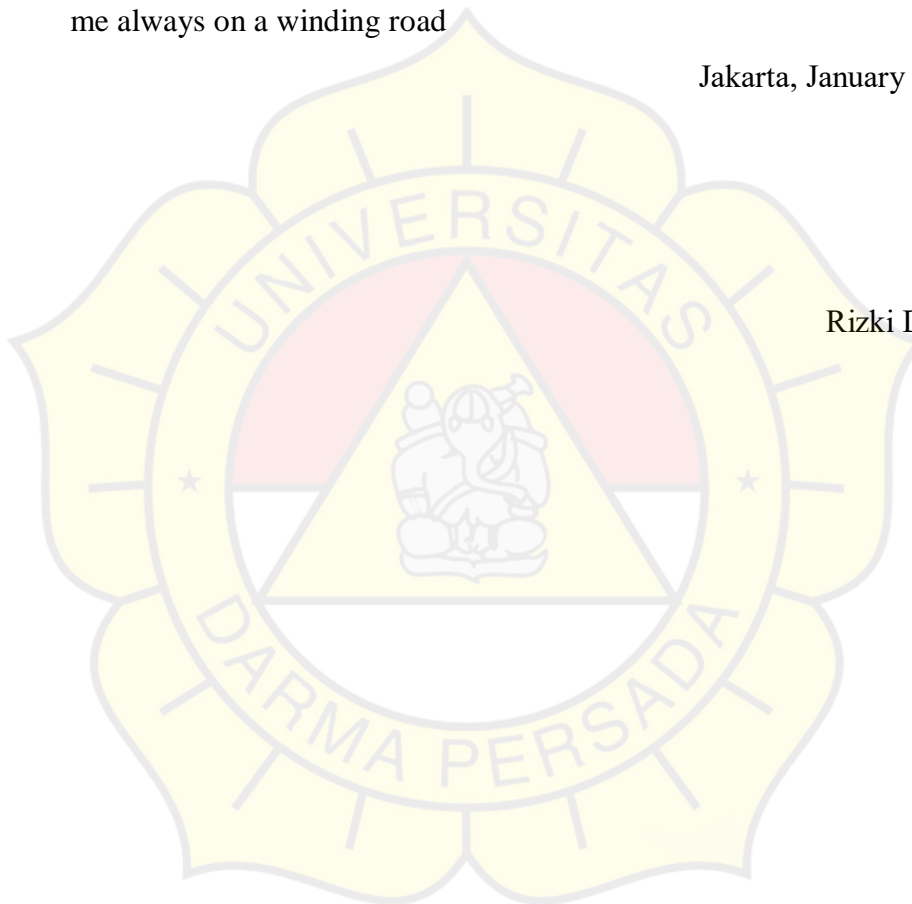 me always on a winding road
Jakarta, January
Rizki
UNIVERSITAS
DARMA PERSADA